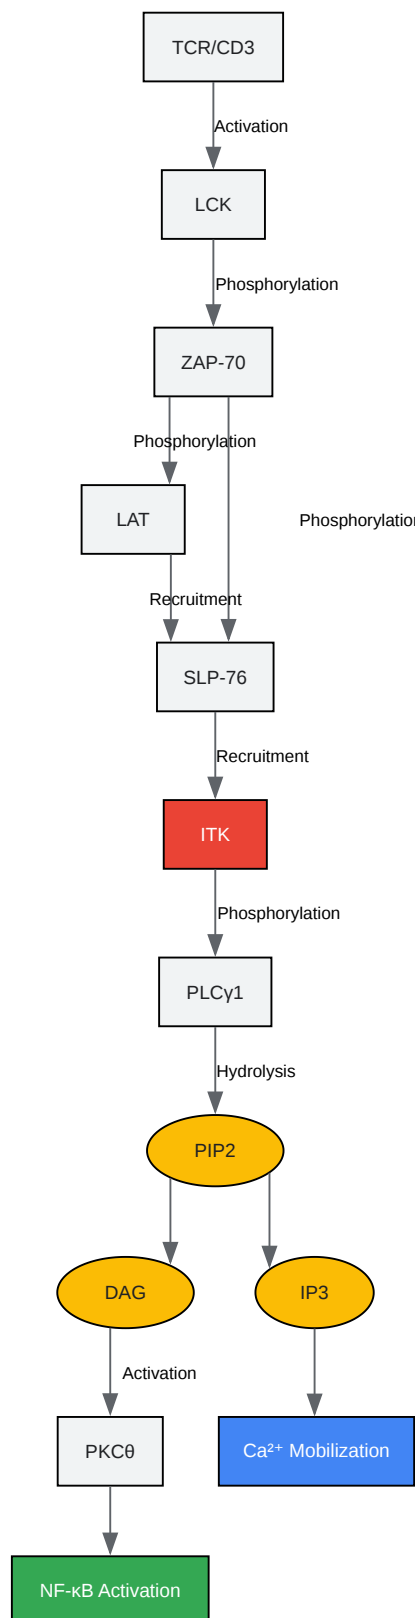 TCR/CD3
Activation
LCK
Phosphorylation
ZAP-70
Phosphorylation
LAT
Phosphorylation
Recruitment
SLP-76
Recruitment
ITK
Phosphorylation
PLCγ1
Hydrolysis
PIP2
DAG
IP3
Activation
PKCθ
Ca²⁺ Mobilization
NF-κB Activation